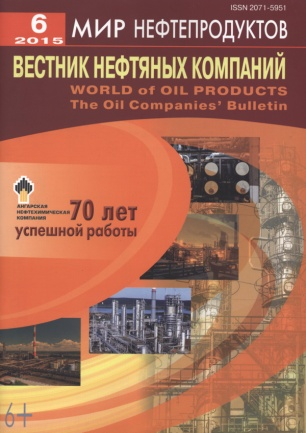 ISSN 2071-5951
6
2015
МИР НЕФТЕПРОДУКТОВ
ВЕСТНИК НЕФТЯНЫХ КОМПАНИЙ
WORLD of OIL PRODUCTS
The Oil Companies' Bulletin
АНГАРСКАЯ
НЕФТЕХИМИЧЕСКАЯ
КОМПАНИЯ
70 лет
успешной работы
6+